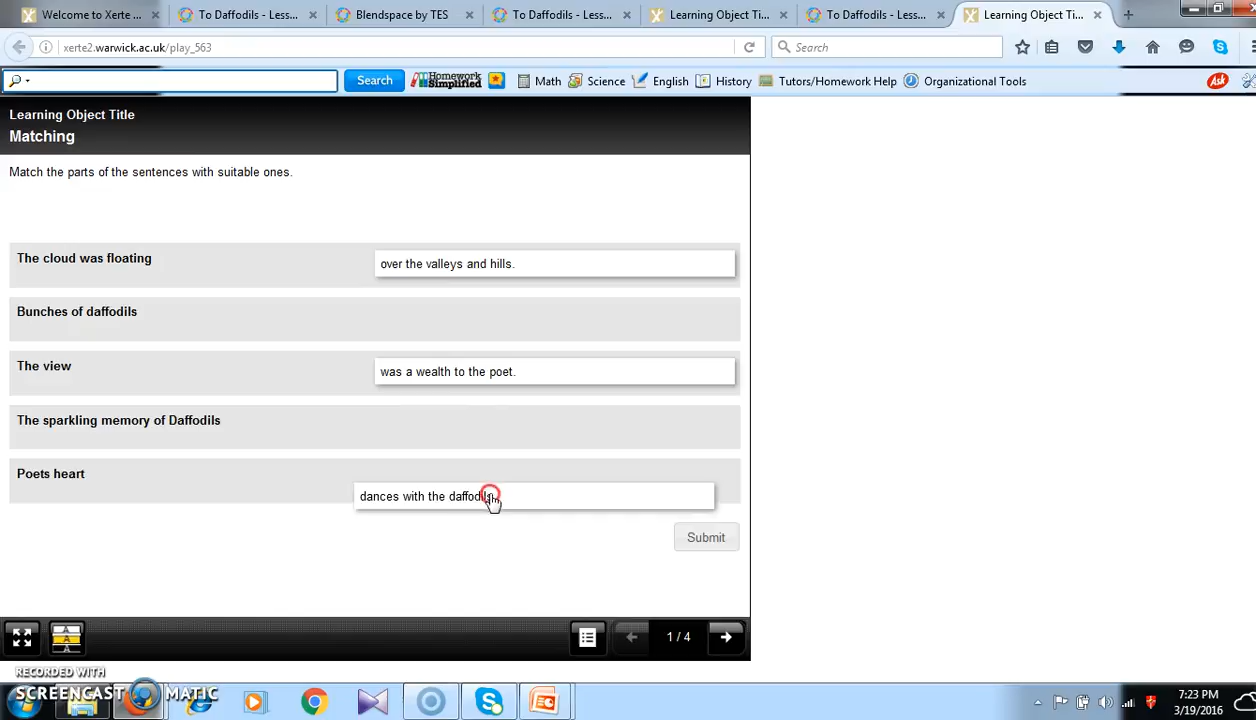 Welcome to Xerte ...
To Daffodils - Less...
Blendspace by TES
To Daffodils - Less...
Learning Object Ti...
To Daffodils - Less...
Learning Object Ti...
xerte2.warwick.ac.uk/play_563
Search
Search
Homework Simplified
Math
Science
English
History
Tutors/Homework Help
Organizational Tools
Ask
Learning Object Title
Matching
Match the parts of the sentences with suitable ones.
The cloud was floating
over the valleys and hills.
Bunches of daffodils
The view
was a wealth to the poet.
The sparkling memory of Daffodils
Poets heart
dances with the daffodils
Submit
1 / 4
RECORDED WITH
SCREENCAST MATIC
7:23 PM
3/19/2016